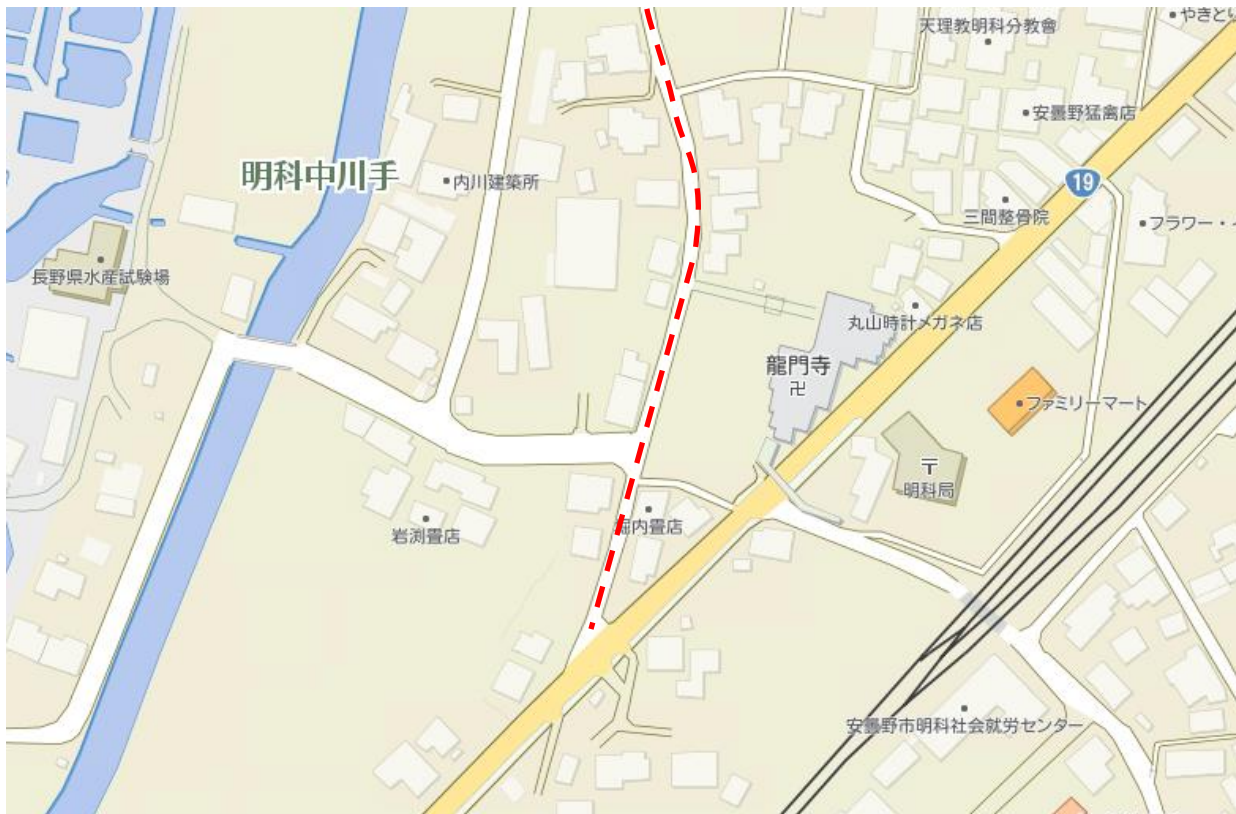 やきとり
天理教明科分教會
安曇野猛禽店
明科中川手
内川建築所
19
三間整骨院
フラワー・
長野県水産試験場
丸山時計メガネ店
龍門寺
卍
ファミリーマート
〒
明科局
岩渕畳店
堀内畳店
安曇野市明科社会就労センター